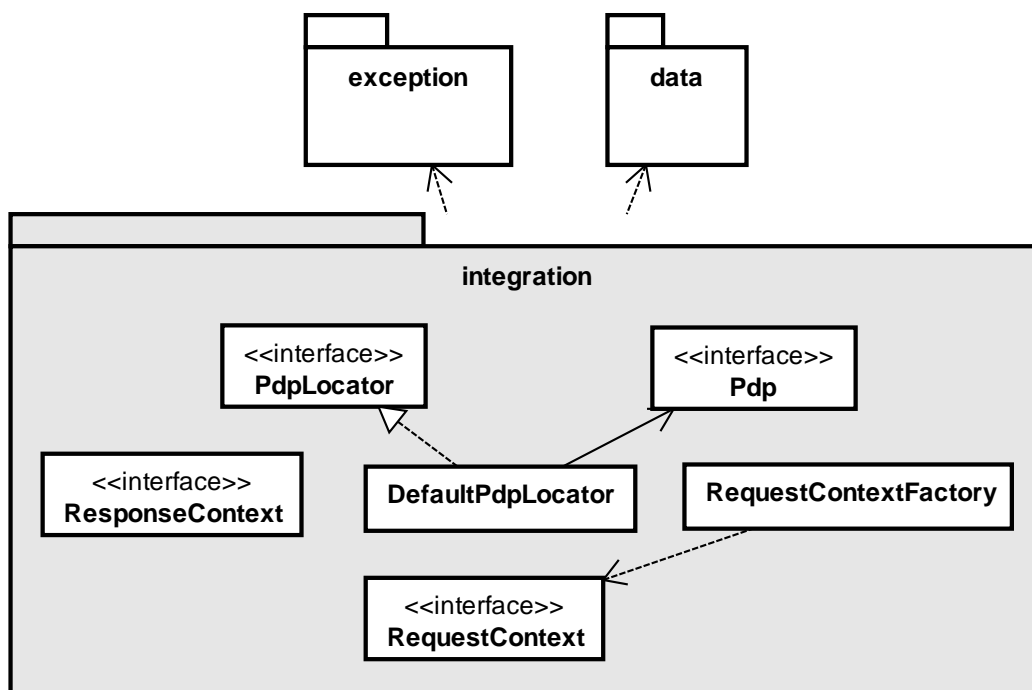 exception
data
integration
<<interface>>
PdpLocator
<<interface>>
Pdp
<<interface>>
ResponseContext
DefaultPdpLocator
RequestContextFactory
<<interface>>
RequestContext